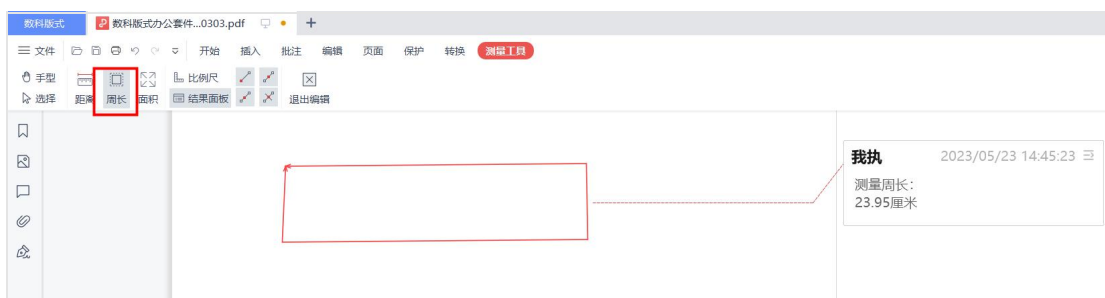 数科版式 数科版式办公套件...0303.pdf
文件 开始 插入 批注 编辑 页面 保护 转换 测量工具
手型 比例尺
选择 距离 周长 面积 结果面板 退出编辑
我执 2023/05/23 14:45:23
测量周长:
23.95厘米